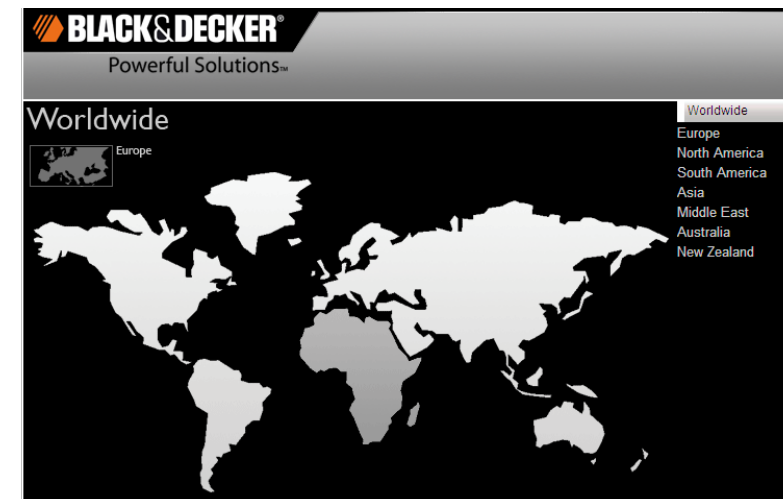 BLACK&DECKER®
Powerful Solutions™
Worldwide
Europe
Worldwide
Europe
North America
South America
Asia
Middle East
Australia
New Zealand